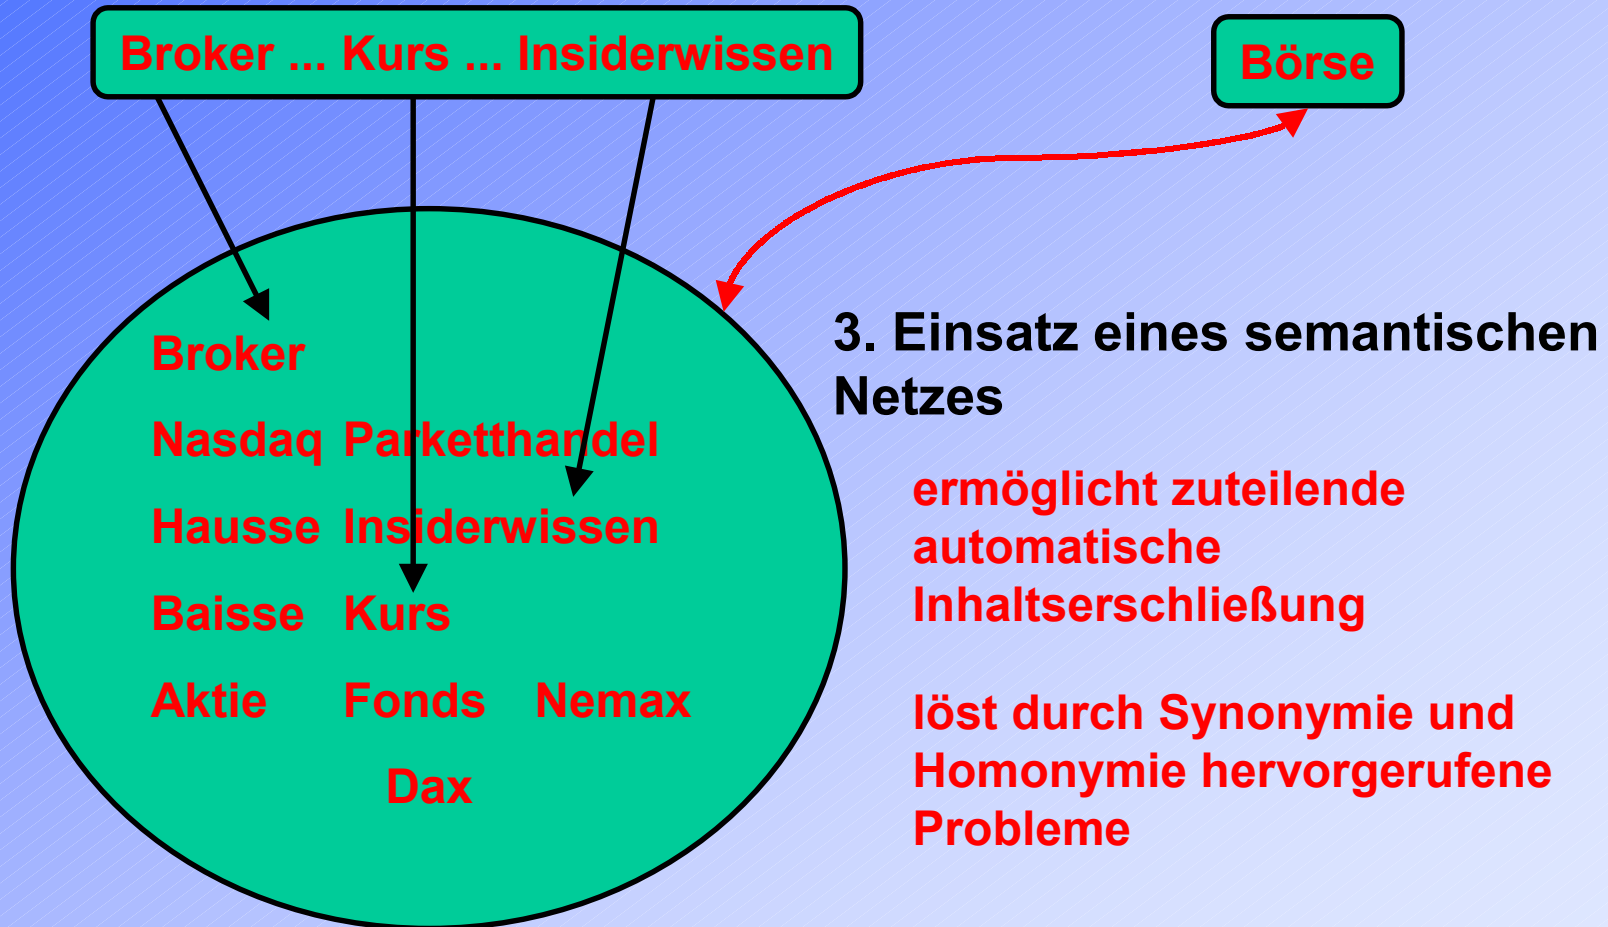 Broker ... Kurs ... Insiderwissen
Börse
Broker
Nasdaq Parketthandel
Hausse Insiderwissen
Baisse Kurs
Aktie Fonds Nemax
Dax
3. Einsatz eines semantischen
Netzes
ermöglicht zuteilende
automatische
Inhaltserschließung
löst durch Synonymie und
Homonymie hervorgerufene
Probleme